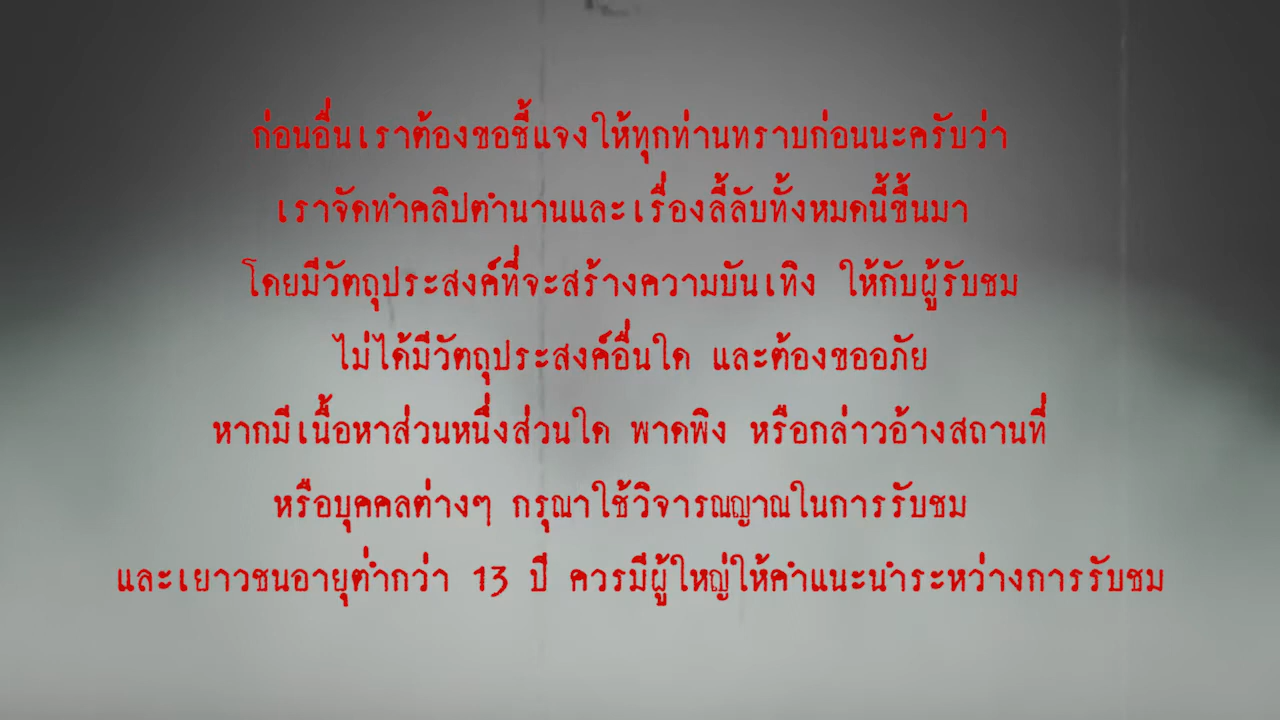 ก่อนอื่นเราต้องขอชี้แจงให้ทุกท่านทราบก่อนนะครับว่า
เราจัดทำคลิปตำนานและเรื่องลี้ลับทั้งหมดนี้ขึ้นมา
โดยมีวัตถุประสงค์ที่จะสร้างความบันเทิง ให้กับผู้รับชม
ไม่ได้มีวัตถุประสงค์อื่นใด และต้องขออภัย
หากมีเนื้อหาส่วนหนึ่งส่วนใด พาดพิง หรือกล่าวอ้างสถานที่
หรือบุคคลต่างๆ กรุณาใช้วิจารณญาณในการรับชม
และเยาวชนอายุต่ำกว่า 13 ปี ควรมีผู้ใหญ่ให้คำแนะนำระหว่างการรับชม